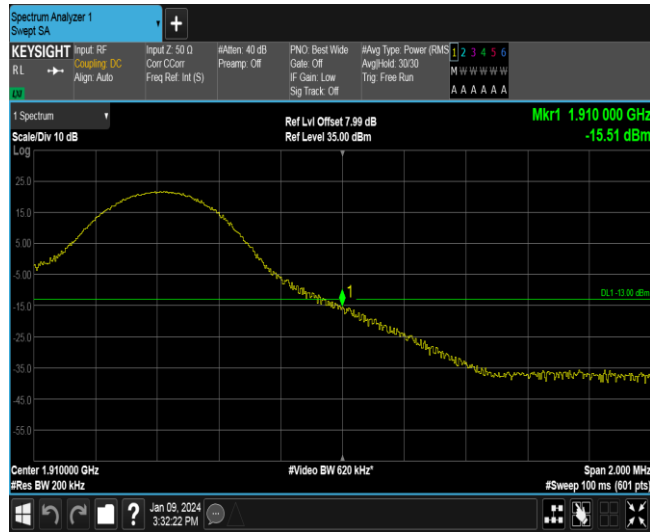 Spectrum Analyzer 1
Swept SA
+
KEYSIGHT
RL
LXI
Input: RF
Coupling: DC
Align: Auto
Input Z: 50 Ω
Corr CCorr
Freq Ref: Int (S)
#Atten: 40 dB
Preamp: Off
PNO: Best Wide
Gate: Off
IF Gain: Low
Sig Track: Off
#Avg Type: Power (RMS
Avg|Hold: 30/30
Trig: Free Run
1 2 3 4 5 6
M W W W W W
A A A A A A
1 Spectrum
Scale/Div 10 dB
Log
Ref Lvl Offset 7.99 dB
Ref Level 35.00 dBm
Mkr1 1.910 000 GHz
-15.51 dBm
25.0
15.0
5.00
-5.00
-15.0
-25.0
-35.0
-45.0
-55.0
1
DL1 -13.00 dBm
Center 1.910000 GHz
#Res BW 200 kHz
#Video BW 620 kHz*
Span 2.000 MHz
#Sweep 100 ms (601 pts)
?
Jan 09, 2024
3:32:22 PM